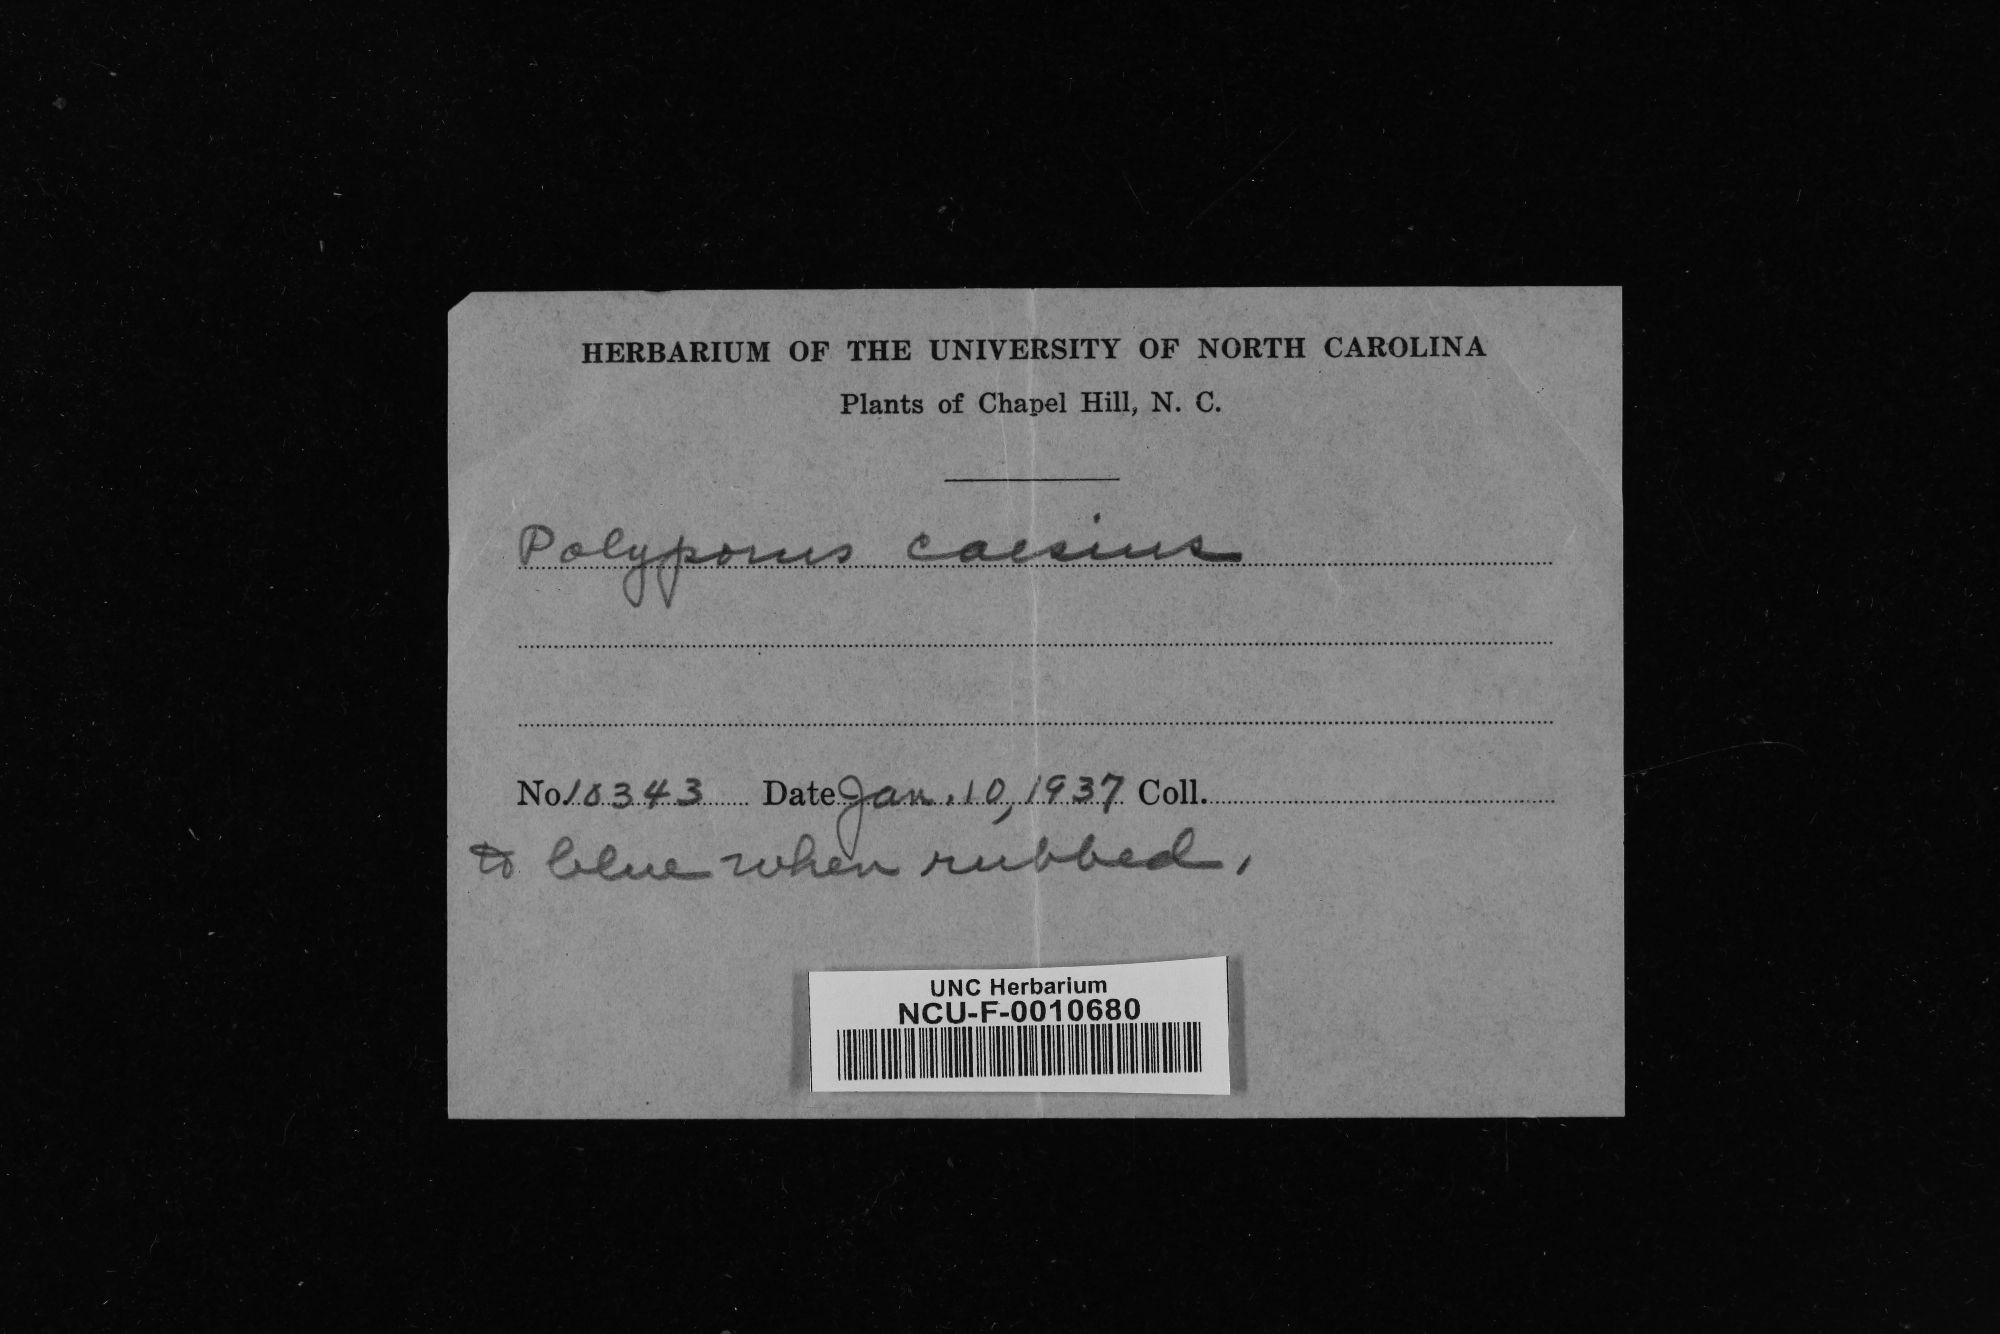 HERBARIUM OF THE UNIVERSITY OF NORTH CAROLINA
Plants of Chapel Hill, N. C.
Polyporus caesius
No. 10343 Date Jan. 10, 1937 Coll.
to blue when rubbed.
UNC Herbarium
NCU-F-0010680